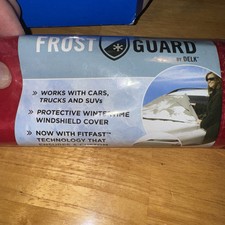 FROST GUARD
BY DELK
» WORKS WITH CARS,
TRUCKS AND SUVs
» PROTECTIVE WINTERTIME
WINDSHIELD COVER
» NOW WITH FITFAST™
TECHNOLOGY THAT